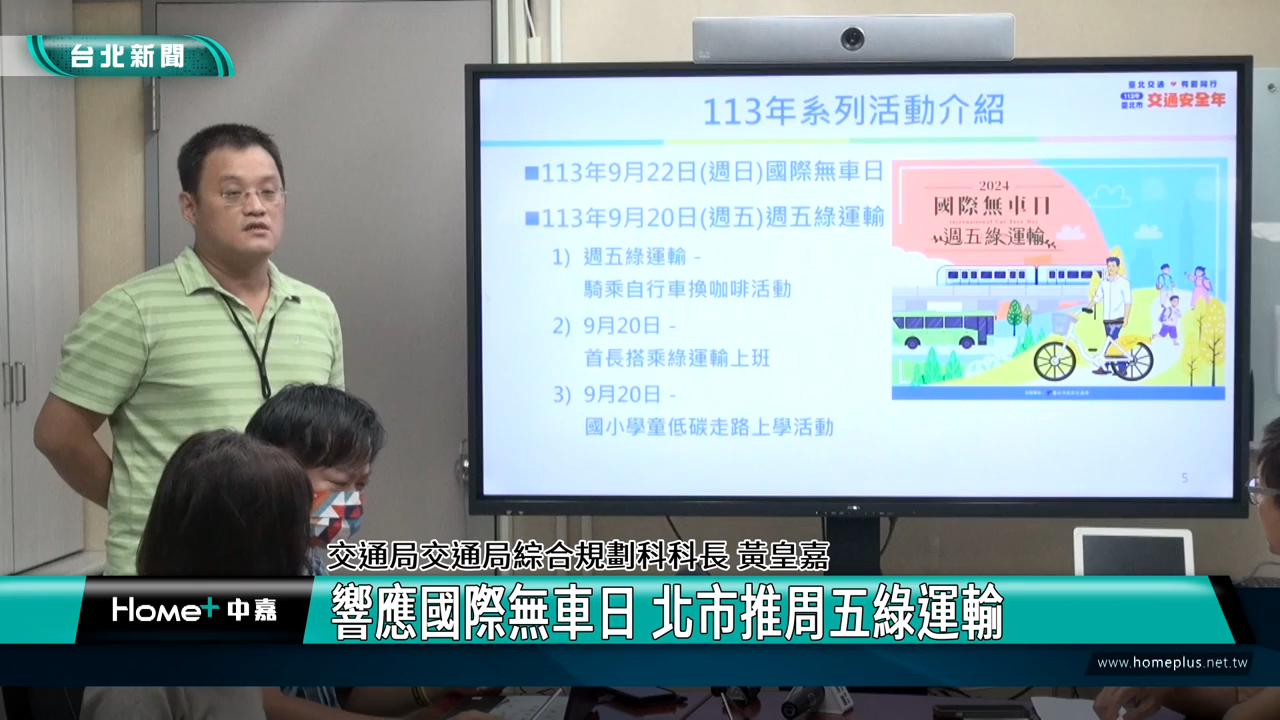 台北新聞
臺北交通 ❤ 有愛同行
113年
臺北市
交通安全年
113年系列活動介紹
■113年9月22日(週日)國際無車日
■113年9月20日(週五)週五綠運輸
1) 週五綠運輸 -
騎乘自行車換咖啡活動
2) 9月20日 -
首長搭乘綠運輸上班
3) 9月20日 -
國小學童低碳走路上學活動
2024
國際無車日
International Car Free Day
週五綠運輸
5
交通局交通局綜合規劃科科長 黃皇嘉
Home+ 中嘉
響應國際無車日 北市推周五綠運輸
www.homeplus.net.tw